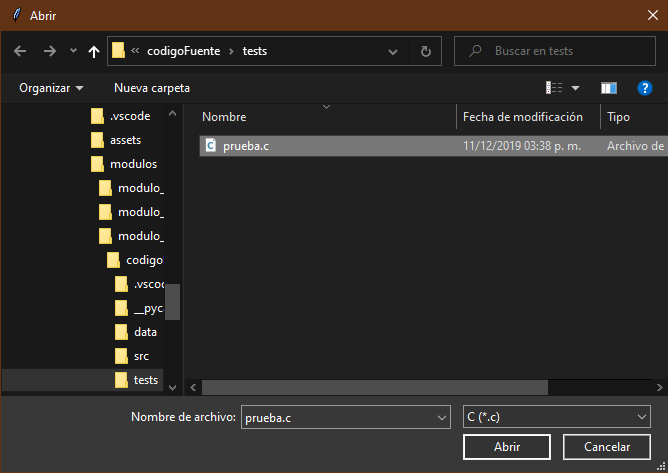 Abrir
« codigoFuente › tests
Buscar en tests
Organizar
Nueva carpeta
?
.vscode
assets
modulos
modulo_
modulo_
modulo_
codigo
.vscod
__pyc
data
src
tests
Nombre
Fecha de modificación
Tipo
prueba.c
11/12/2019 03:38 p. m.
Archivo de
Nombre de archivo:
prueba.c
C (*.c)
Abrir
Cancelar